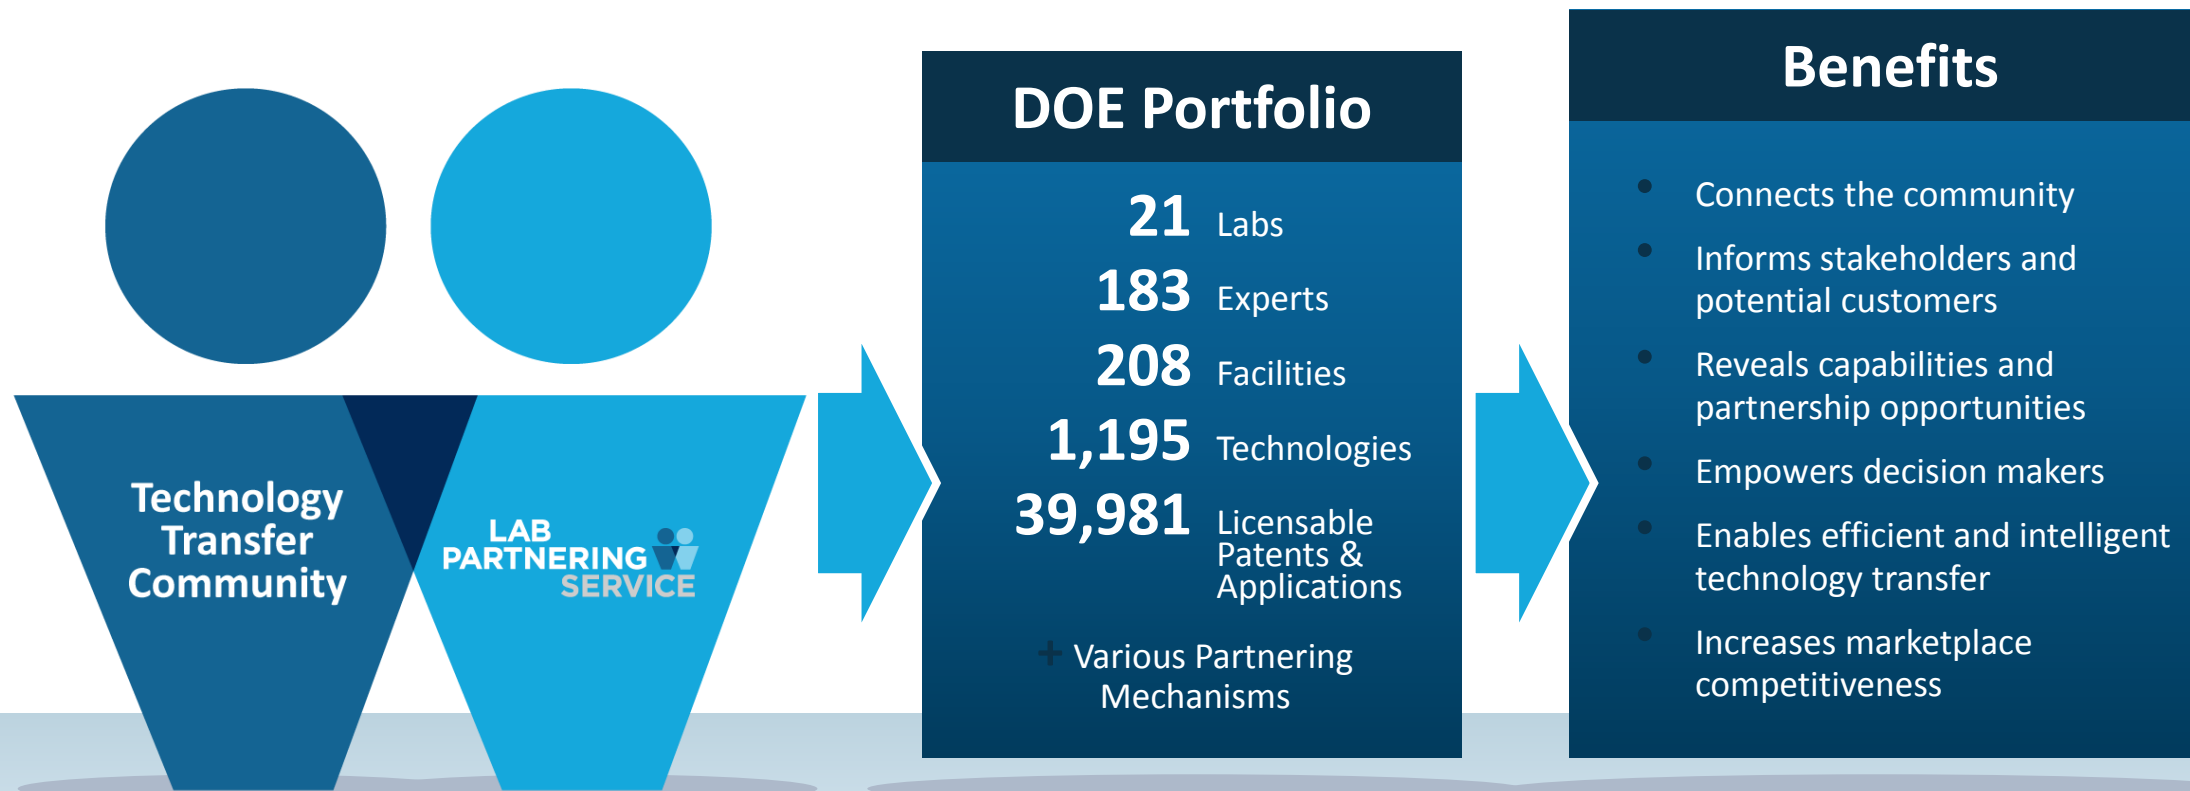 Technology
Transfer
Community
LAB
PARTNERING
SERVICE
DOE Portfolio
21 Labs
183 Experts
208 Facilities
1,195 Technologies
39,981 Licensable
Patents &
Applications
+ Various Partnering
Mechanisms
Benefits
• Connects the community
• Informs stakeholders and
potential customers
• Reveals capabilities and
partnership opportunities
• Empowers decision makers
• Enables efficient and intelligent
technology transfer
• Increases marketplace
competitiveness